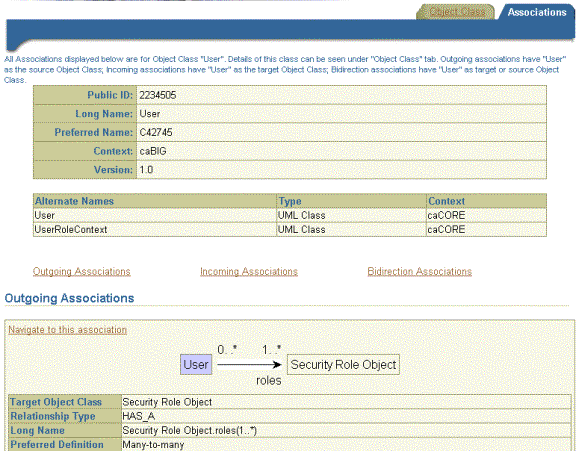 Object Class
Associations
All Associations displayed below are for Object Class "User". Details of this class can be seen under "Object Class" tab. Outgoing associations have "User"
as the source Object Class; Incoming associations have "User" as the target Object Class; Bidirection associations have "User" as target or source Object
Class.
Public ID: 2234505
Long Name: User
Preferred Name: C42745
Context: caBIG
Version: 1.0
Alternate Names Type Context
User UML Class caCORE
UserRoleContext UML Class caCORE
Outgoing Associations Incoming Associations Bidirection Associations
Outgoing Associations
Navigate to this association
0. .* 1. .*
User Security Role Object
roles
Target Object Class Security Role Object
Relationship Type HAS_A
Long Name Security Role Object.roles(1..*)
Preferred Definition Many-to-many